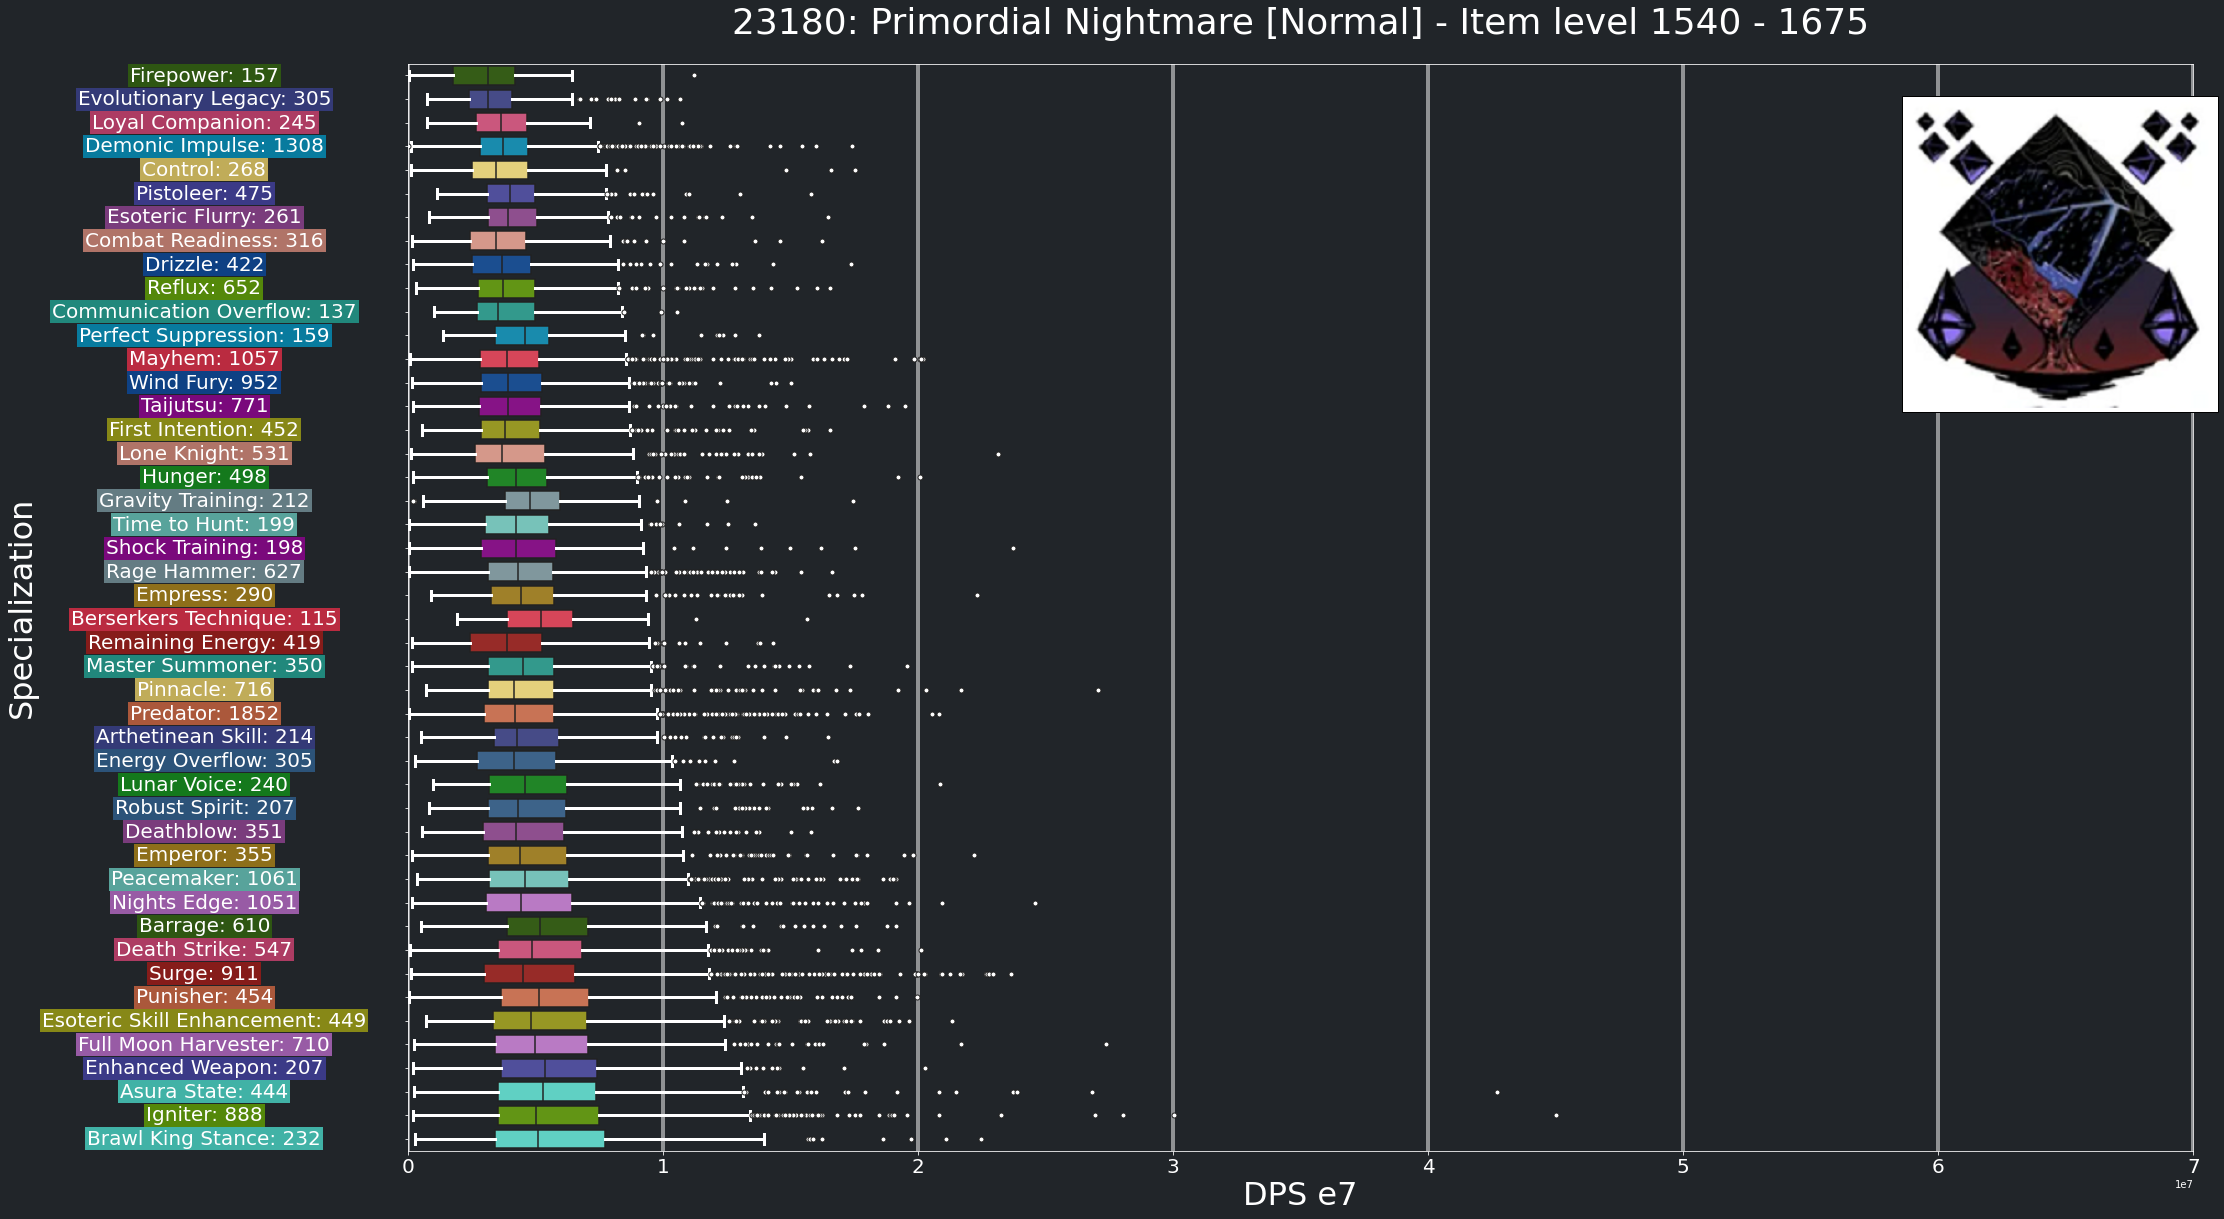 23180: Primordial Nightmare [Normal] - Item level 1540 - 1675
Specialization
Firepower: 157
Evolutionary Legacy: 305
Loyal Companion: 245
Demonic Impulse: 1308
Control: 268
Pistoleer: 475
Esoteric Flurry: 261
Combat Readiness: 316
Drizzle: 422
Reflux: 652
Communication Overflow: 137
Perfect Suppression: 159
Mayhem: 1057
Wind Fury: 952
Taijutsu: 771
First Intention: 452
Lone Knight: 531
Hunger: 498
Gravity Training: 212
Time to Hunt: 199
Shock Training: 198
Rage Hammer: 627
Empress: 290
Berserkers Technique: 115
Remaining Energy: 419
Master Summoner: 350
Pinnacle: 716
Predator: 1852
Arthetinean Skill: 214
Energy Overflow: 305
Lunar Voice: 240
Robust Spirit: 207
Deathblow: 351
Emperor: 355
Peacemaker: 1061
Nights Edge: 1051
Barrage: 610
Death Strike: 547
Surge: 911
Punisher: 454
Esoteric Skill Enhancement: 449
Full Moon Harvester: 710
Enhanced Weapon: 207
Asura State: 444
Igniter: 888
Brawl King Stance: 232
0 1 2 3 4 5 6 7
1e7
DPS e7